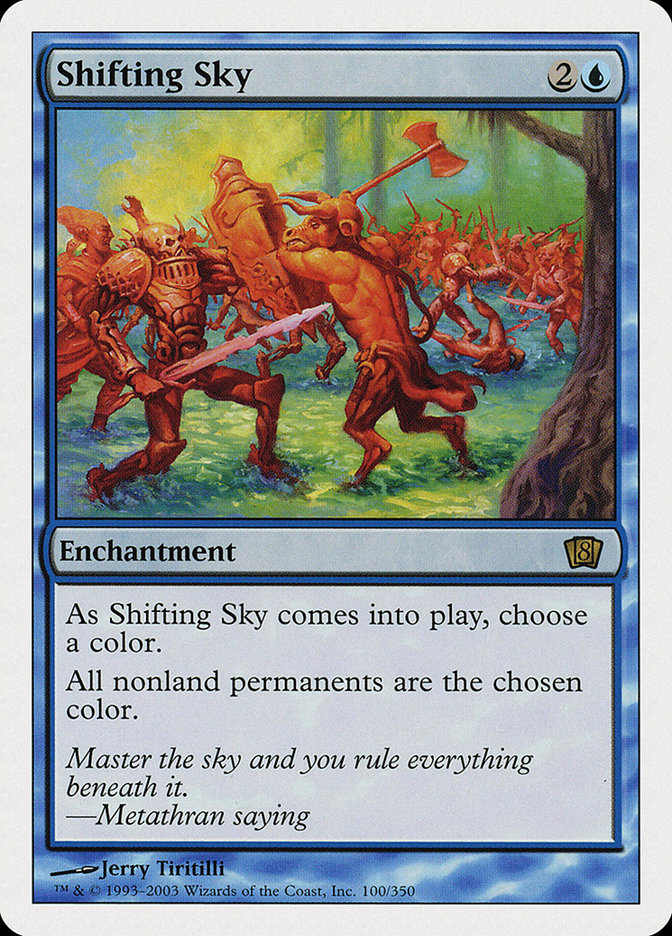 Shifting Sky 2
Enchantment 8
As Shifting Sky comes into play, choose
a color.
All nonland permanents are the chosen
color.
Master the sky and you rule everything
beneath it.
—Metathran saying
Jerry Tiritilli
™ & © 1993-2003 Wizards of the Coast, Inc. 100/350